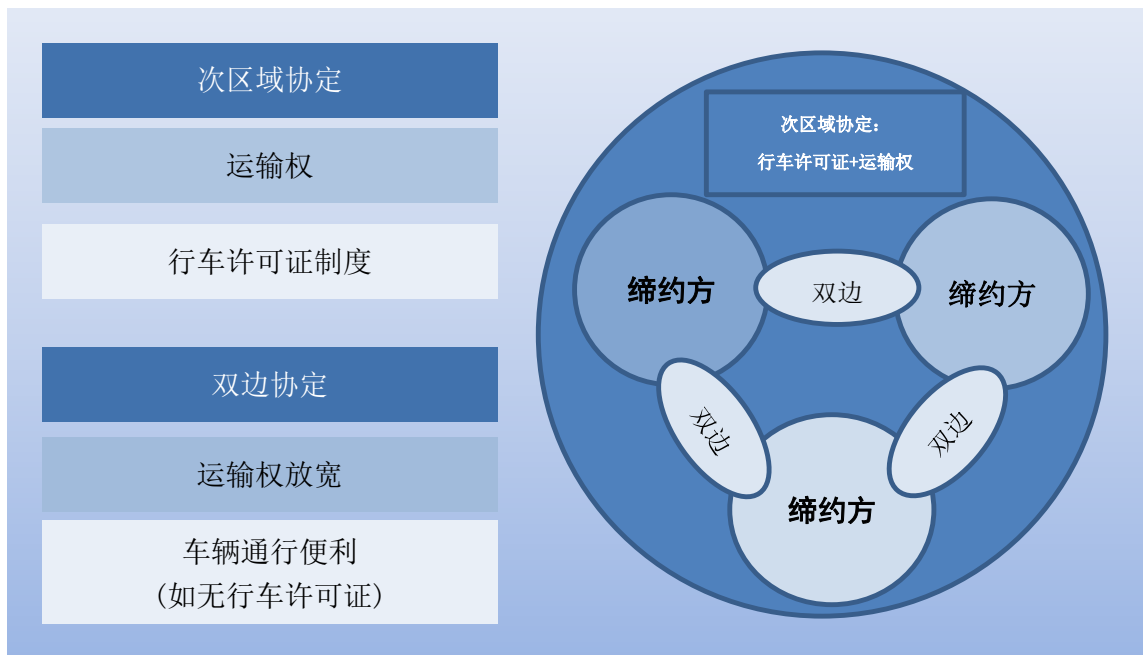 次区域协定
运输权
行车许可证制度
双边协定
运输权放宽
车辆通行便利
(如无行车许可证)
次区域协定:
行车许可证+运输权
缔约方
双边
缔约方
双边
双边
缔约方